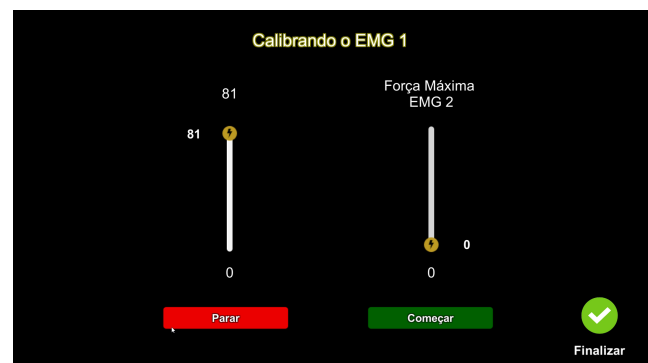 Calibrando o EMG 1
81
Força Máxima
EMG 2
81
0
0
0
Parar
Começar
Finalizar